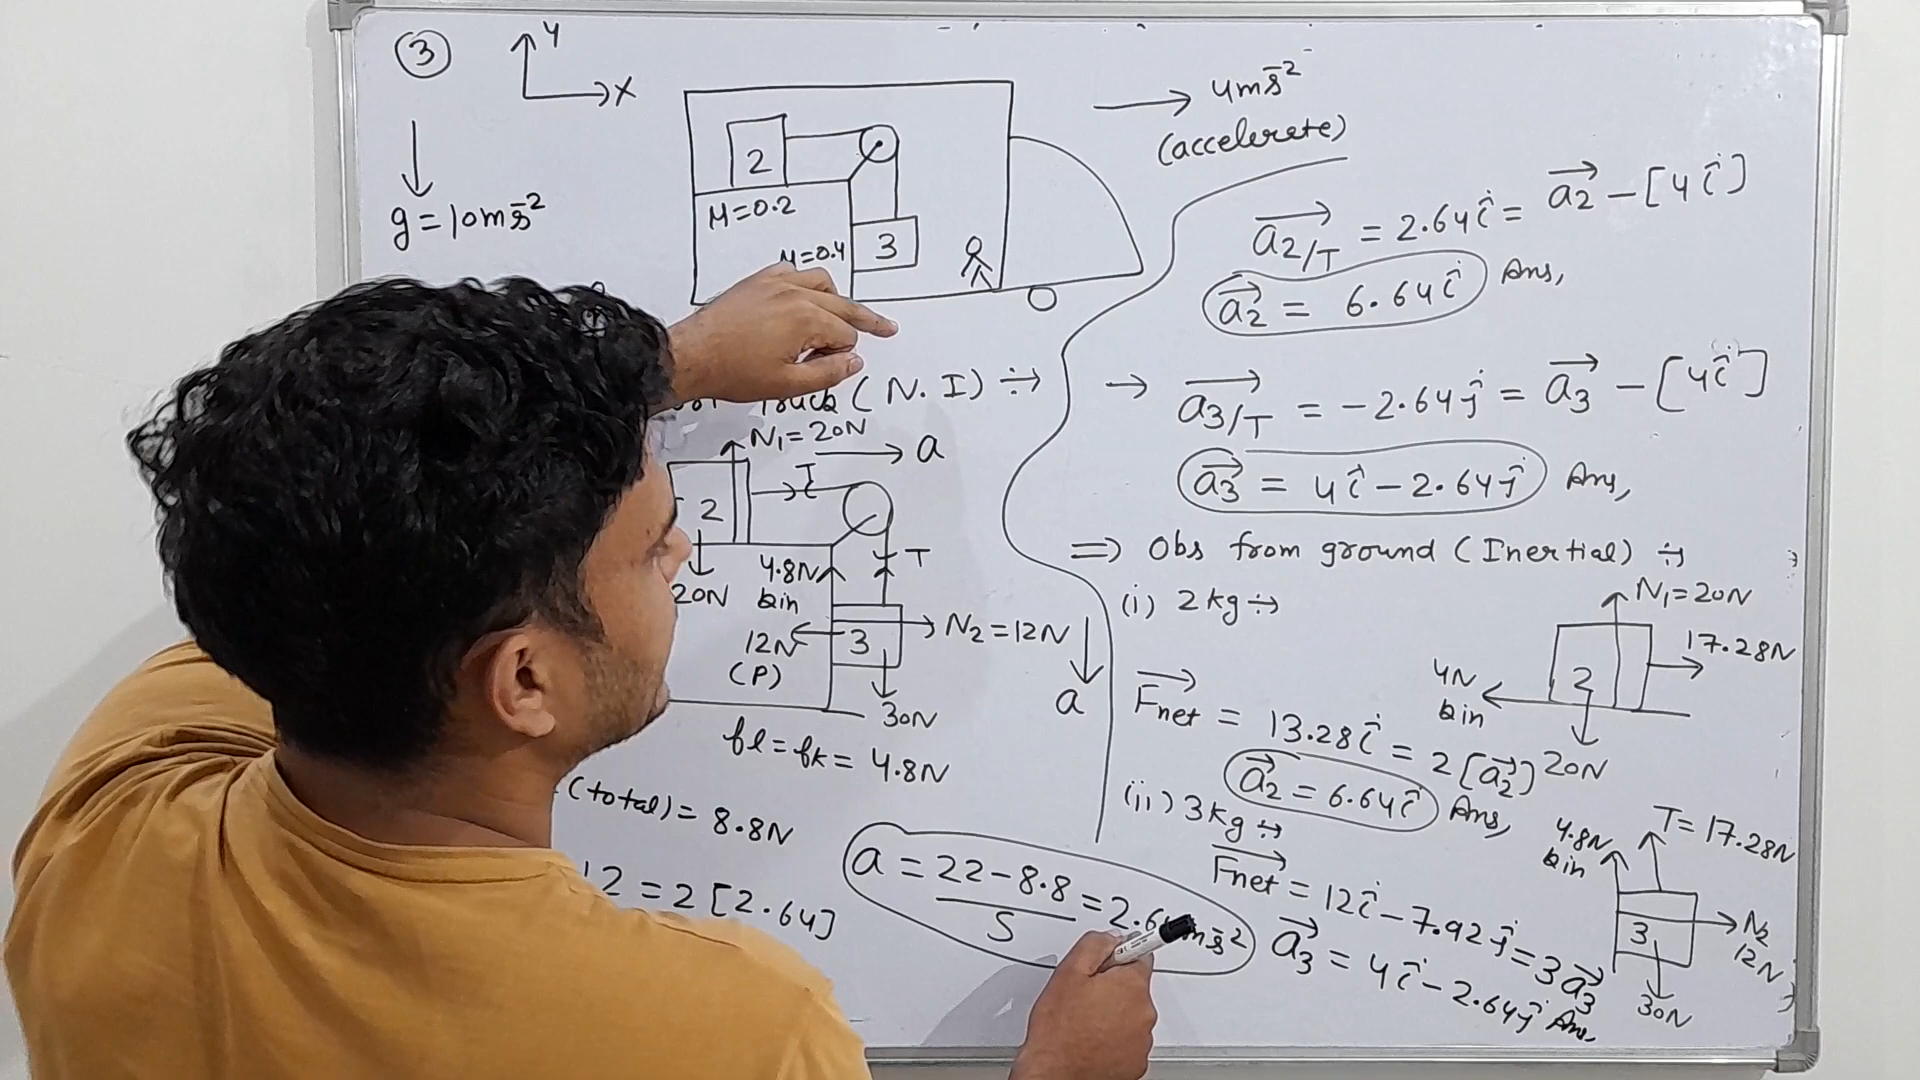 ③
Y
X
g = 10ms̄²
2
μ=0.2
μ=0.4
3
4ms̄²
(accelerate)
Truck (N.I) ÷
N₁=20N
a
T
2
T
20N
4.8N
kin
12N
(P)
3
N₂=12N
30N
a
fl=fk= 4.8N
(total)= 8.8N
12 = 2 [2.64]
a = 22-8.8 = 2.6 ms̄²
5
a₂/T = 2.64î = a₂ - [4î]
a₂ = 6.64î Ans,
→ a₃/T = -2.64ĵ = a₃ - [4î]
a₃ = 4î - 2.64ĵ Ans,
⇒ Obs from ground (Inertial) ÷
(i) 2kg ÷
N₁=20N
17.28N
4N
kin
2
20N
Fnet = 13.28î = 2[a₂]
a₂ = 6.64î Ans,
(ii) 3kg ÷
T=17.28N
4.8N
kin
3
N₂
12N
30N
Fnet = 12î - 7.92ĵ = 3a₃
a₃ = 4î - 2.64ĵ Ans,